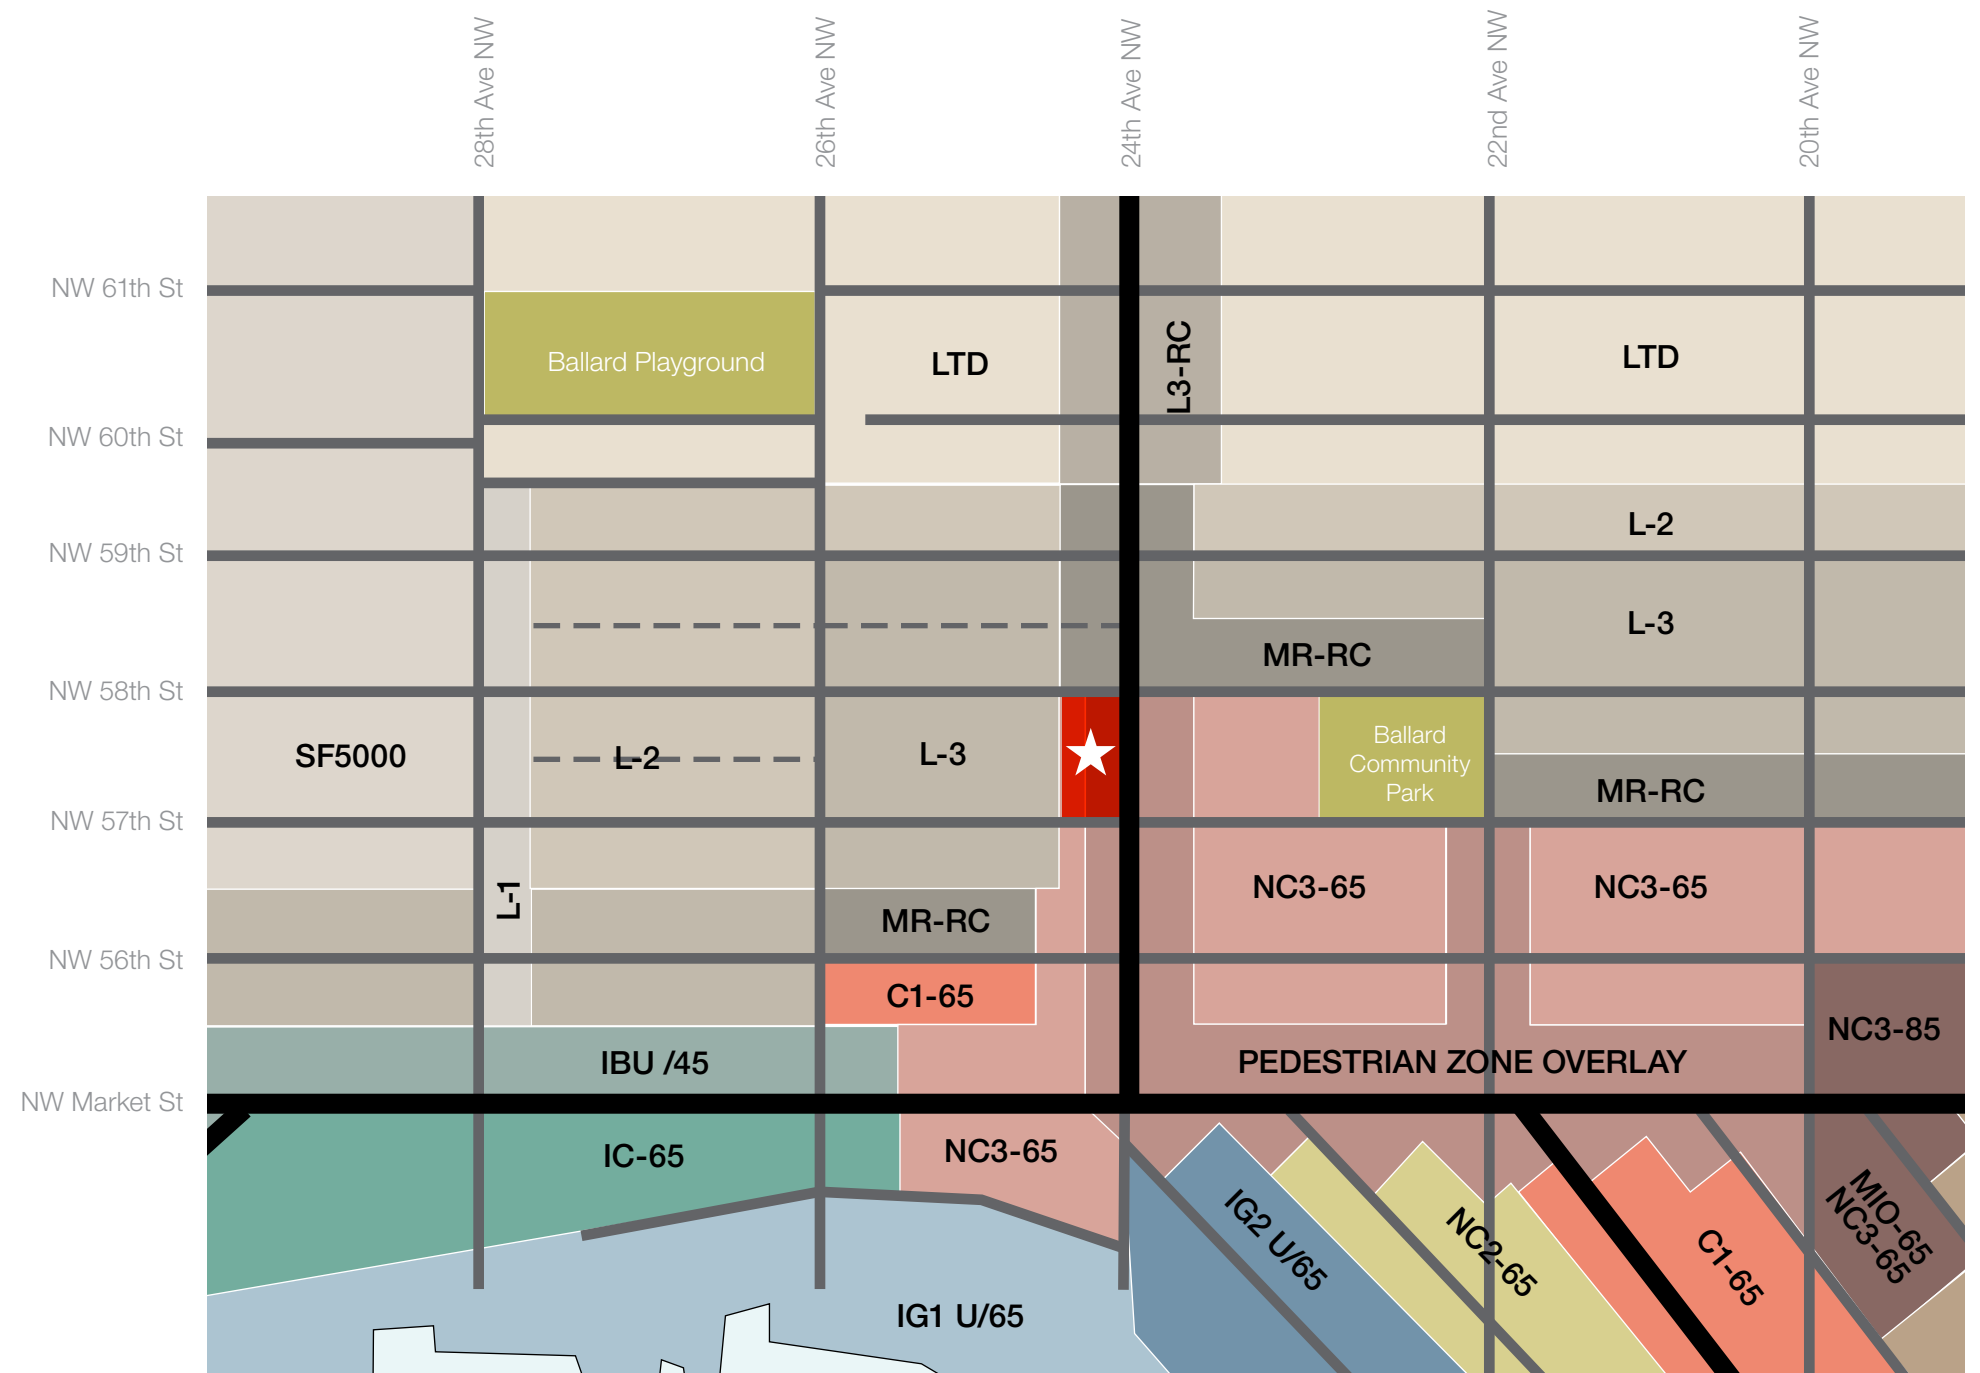 28th Ave NW
26th Ave NW
24th Ave NW
22nd Ave NW
20th Ave NW
NW 61th St
NW 60th St
NW 59th St
NW 58th St
NW 57th St
NW 56th St
NW Market St
Ballard Playground
LTD
L3-RC
LTD
L-2
L-3
MR-RC
SF5000
L-2
L-3
Ballard
Community
Park
MR-RC
L-1
MR-RC
NC3-65
NC3-65
C1-65
NC3-85
IBU /45
PEDESTRIAN ZONE OVERLAY
IC-65
NC3-65
IG2 U/65
NC2-65
C1-65
MIO-65
NC3-65
IG1 U/65